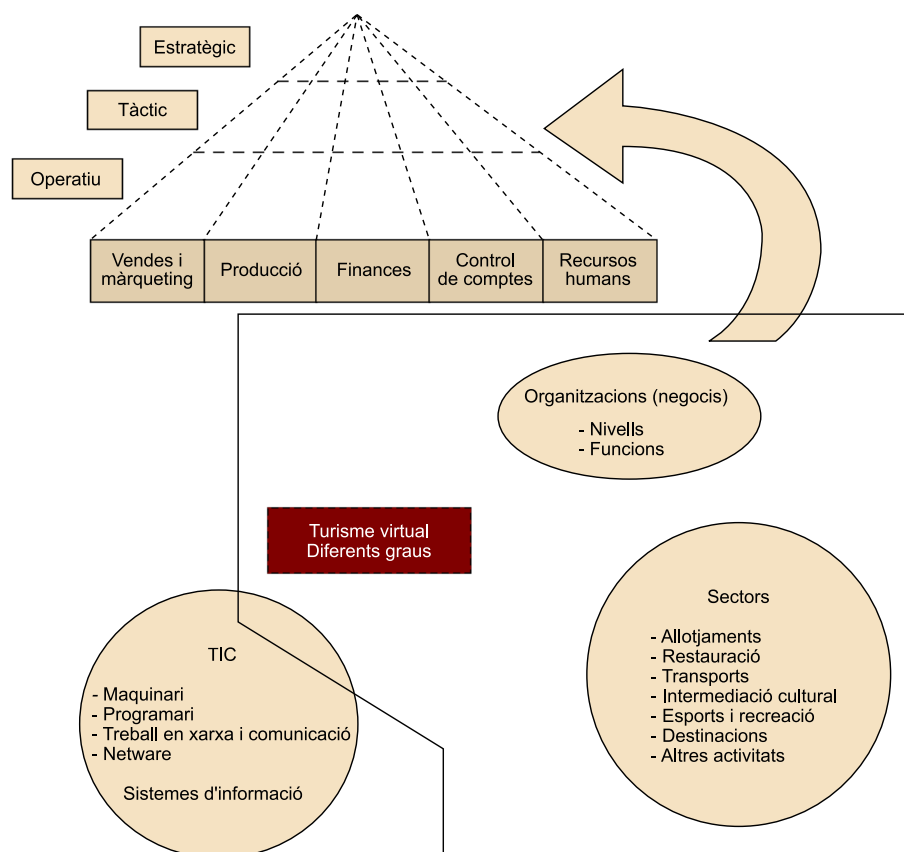 Estratègic
Tàctic
Operatiu
Vendes i
màrqueting
Producció
Finances
Control
de comptes
Recursos
humans
Organitzacions (negocis)
- Nivells
- Funcions
Turisme virtual
Diferents graus
Sectors
- Allotjaments
- Restauració
- Transports
- Intermediació cultural
- Esports i recreació
- Destinacions
- Altres activitats
TIC
- Maquinari
- Programari
- Treball en xarxa i comunicació
- Netware
Sistemes d'informació